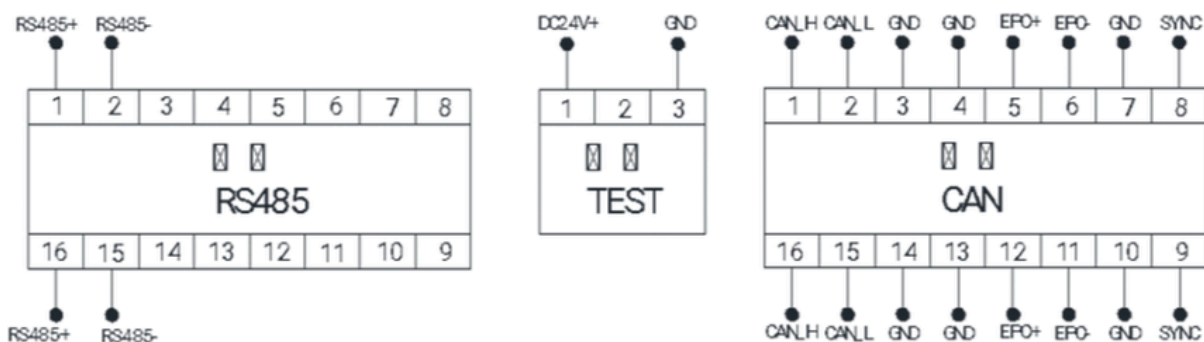 RS485+ RS485- DC24V+ GND CAN_H CAN_L GND GND EPO+ EPO- GND SYNC
1 2 3 4 5 6 7 8 1 2 3 1 2 3 4 5 6 7 8
RS485 TEST CAN
16 15 14 13 12 11 10 9 16 15 14 13 12 11 10 9
RS485+ RS485- CAN_H CAN_L GND GND EPO+ EPO- GND SYNC